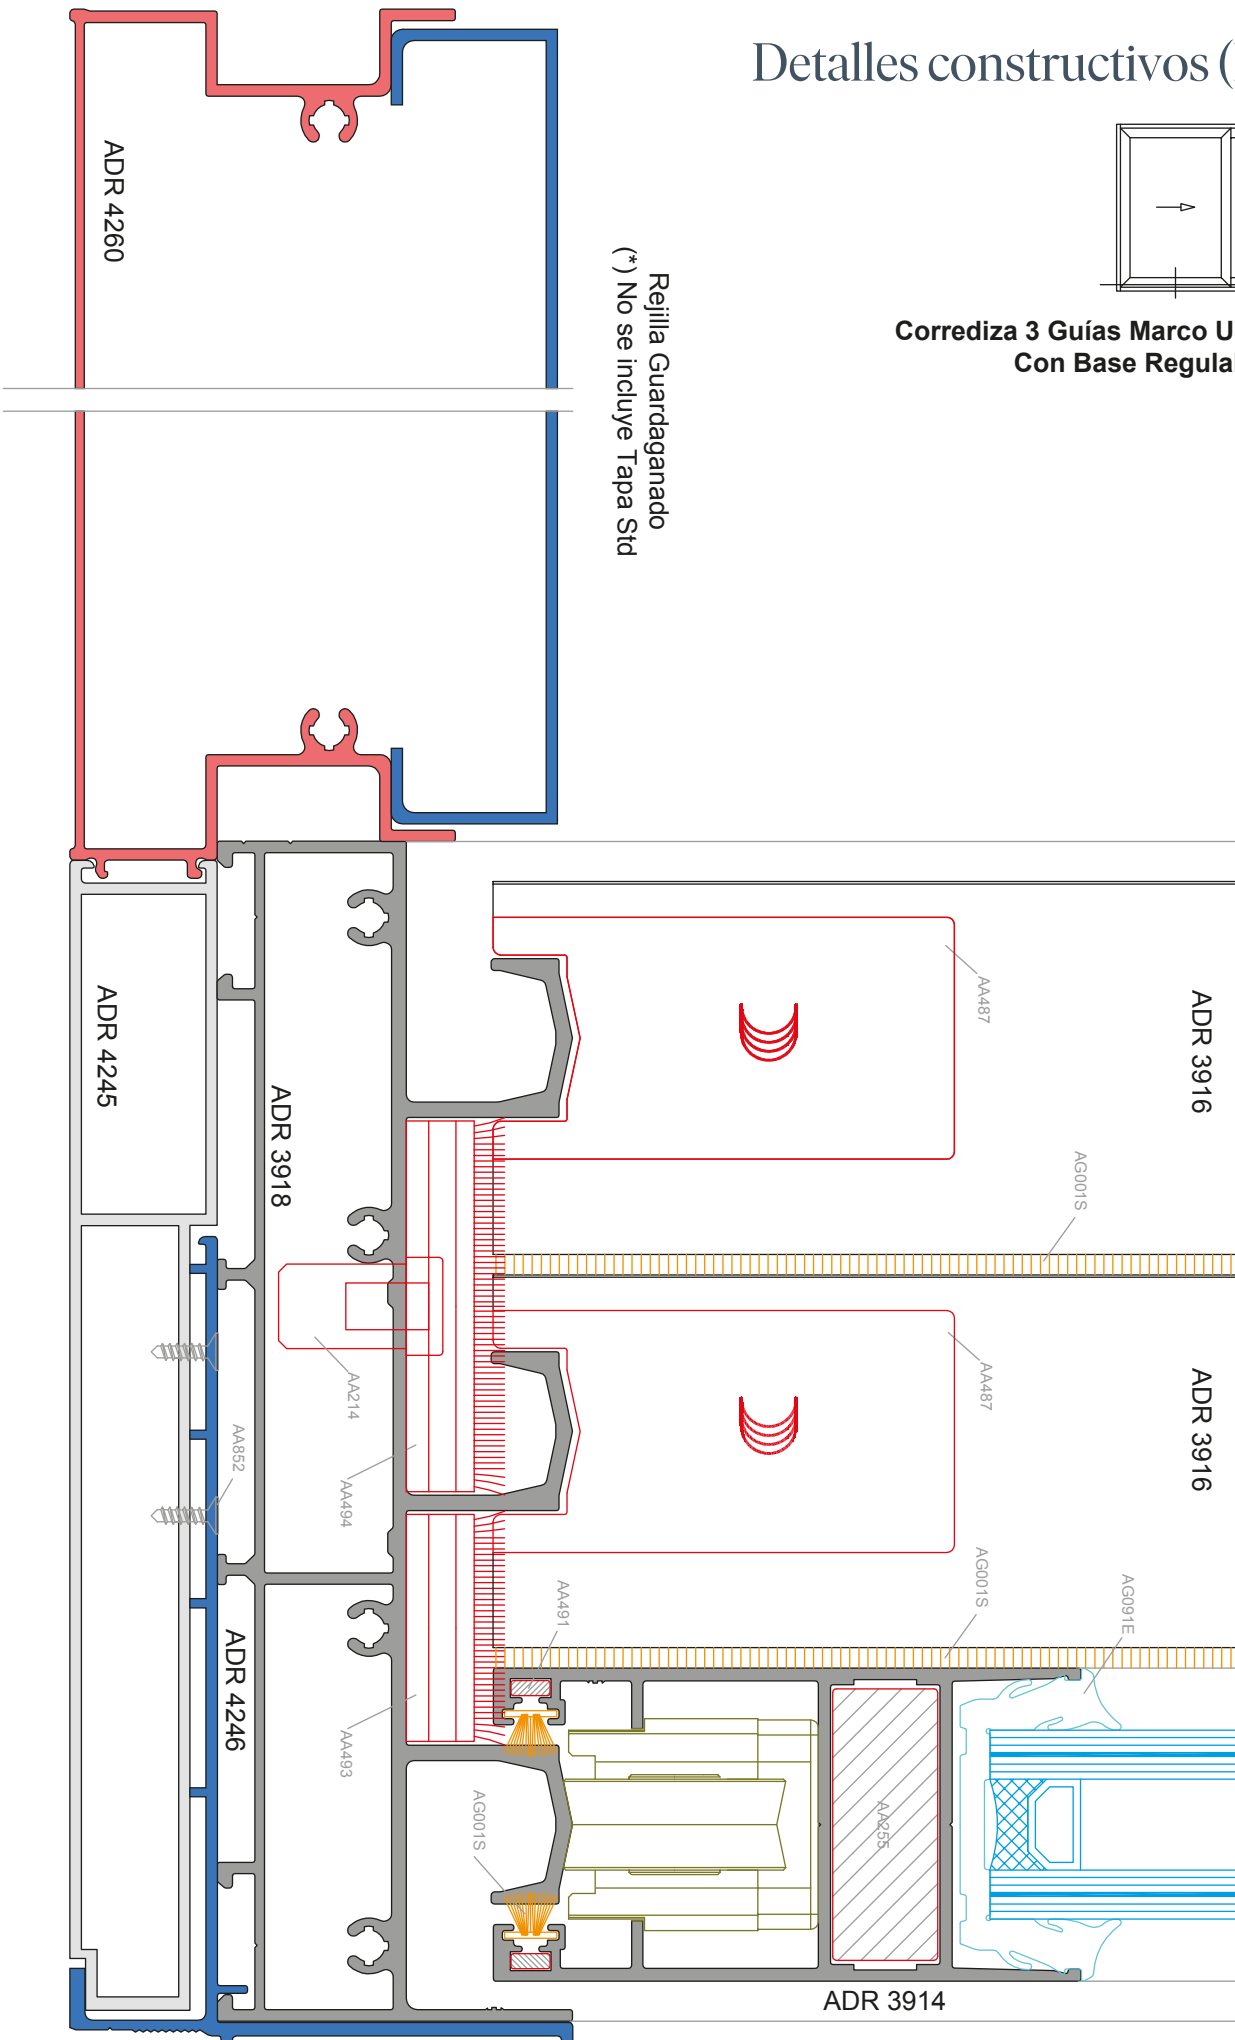 Detalles constructivos (
Corrediza 3 Guías Marco U
Con Base Regula
Rejilla Guardaganado
(*) No se incluye Tapa Std
ADR 4260
ADR 4245
ADR 3918
ADR 3916
AA487
AG001S
ADR 3916
AA487
AA214
AA852
AA494
AG001S
AG091E
AA491
ADR 4246
AA493
AG001S
AA255
ADR 3914